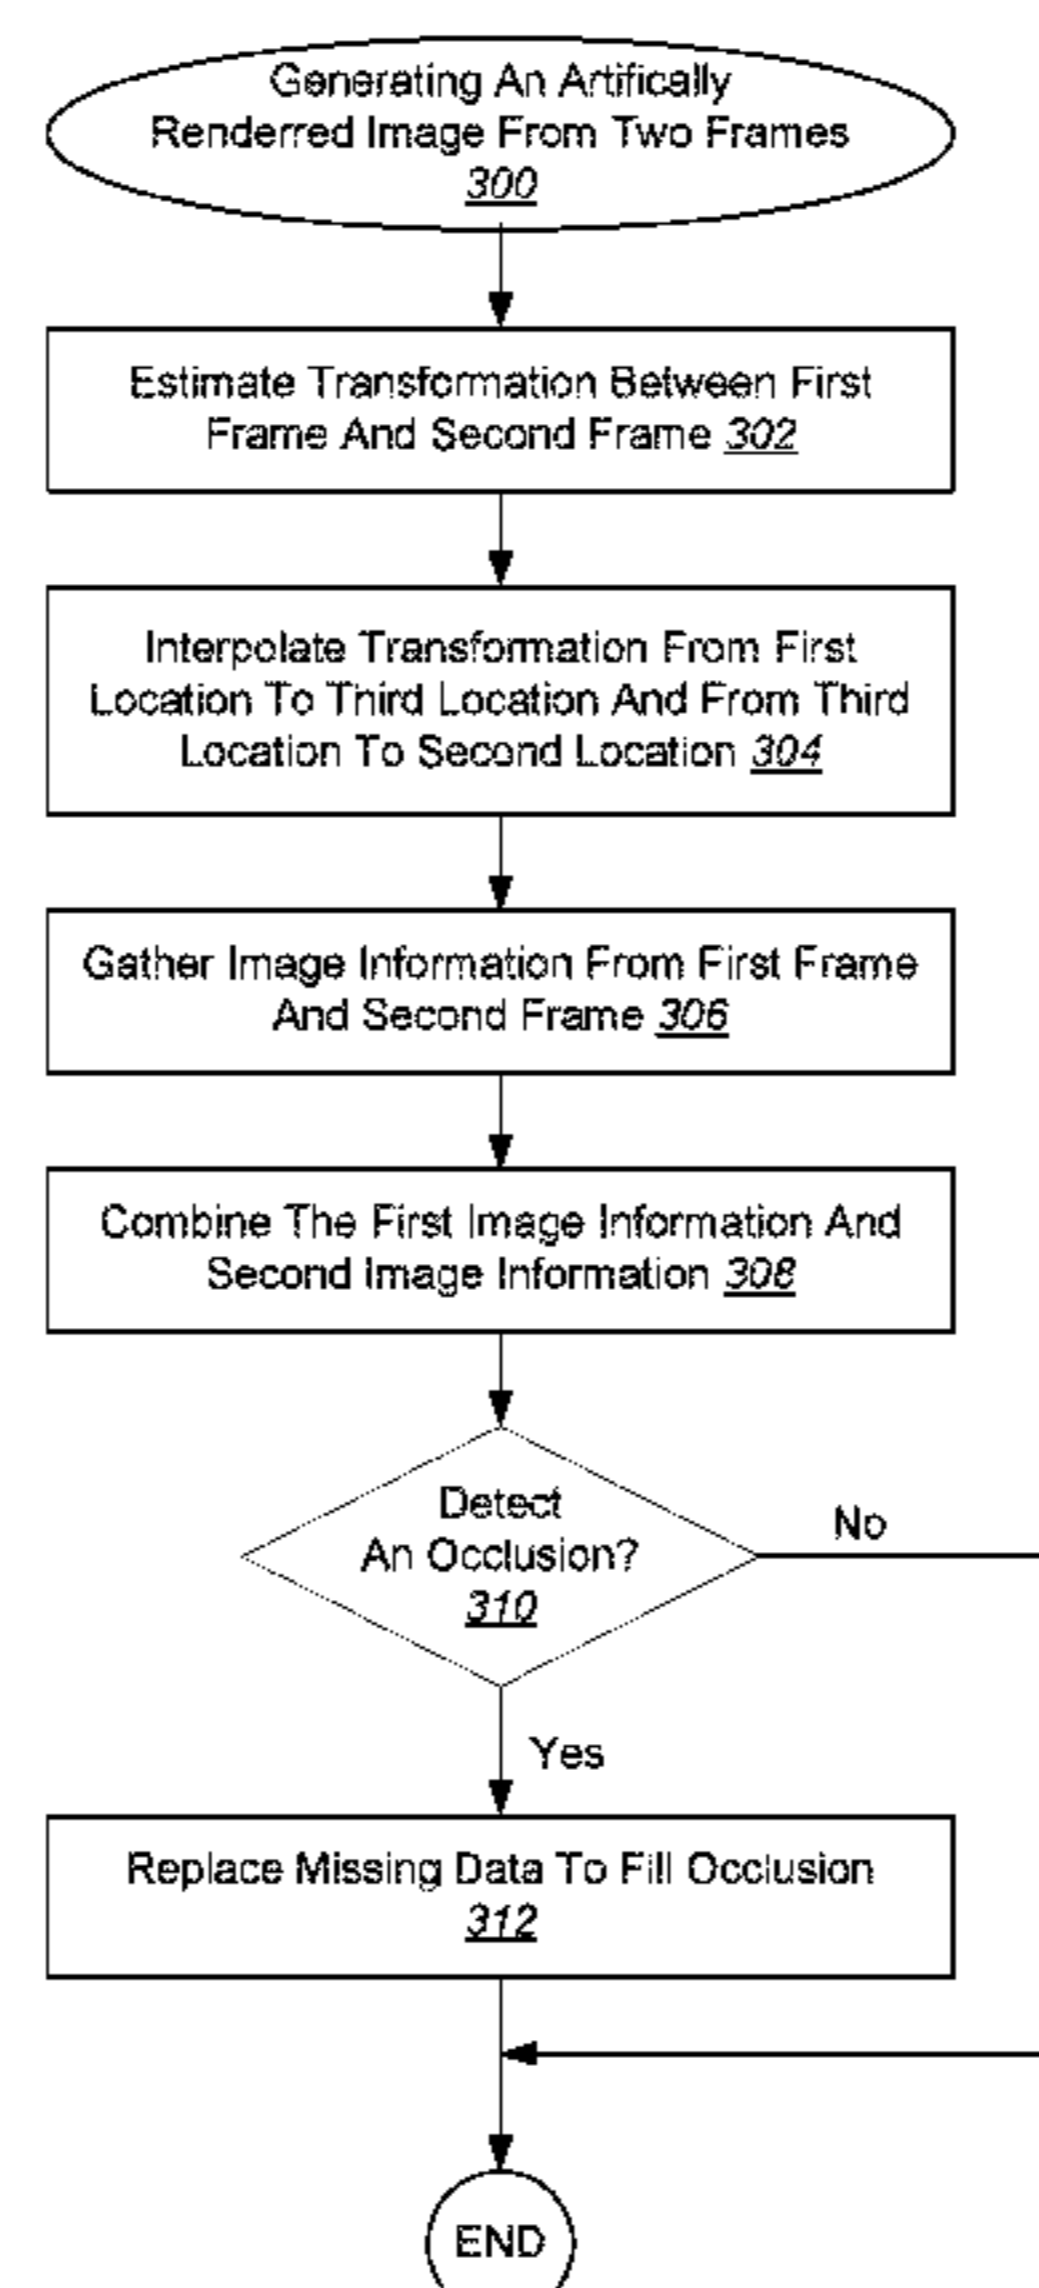 Generating An Artifically
Renderred Image From Two Frames
300
Estimate Transformation Between First
Frame And Second Frame 302
Interpolate Transformation From First
Location To Third Location And From Third
Location To Second Location 304
Gather Image Information From First Frame
And Second Frame 306
Combine The First Image Information And
Second Image Information 308
Detect
An Occlusion?
310
No
Yes
Replace Missing Data To Fill Occlusion
312
END